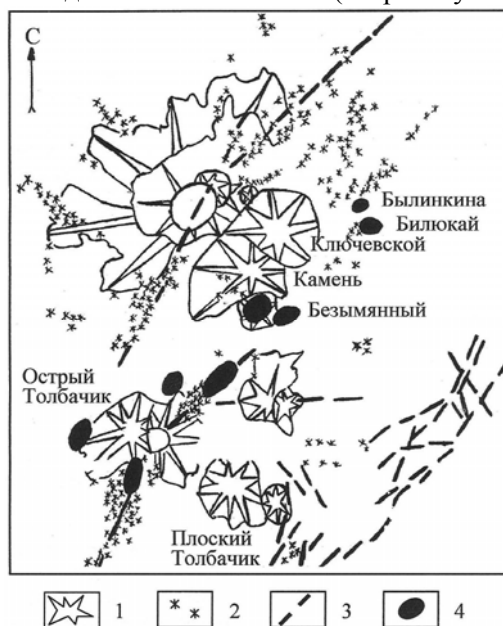 С
Былинкина
Билюкай
Ключевской
Камень
Безымянный
Острый
Толбачик
Плоский
Толбачик
1 2 3 4